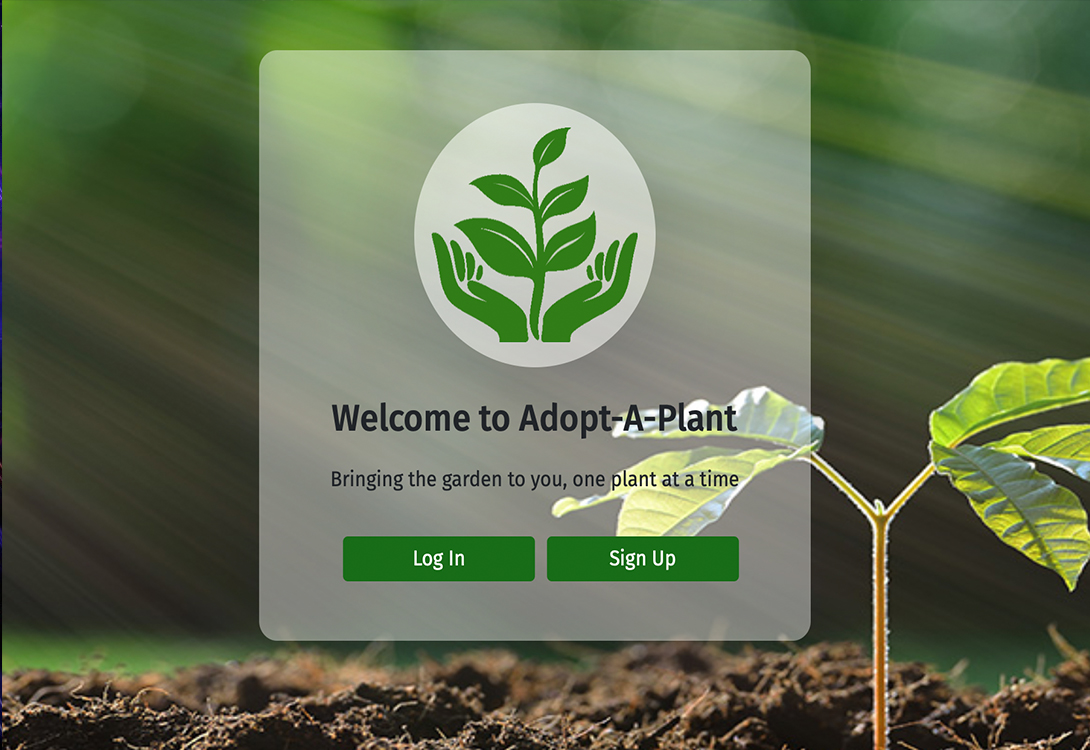 Welcome to Adopt-A-Plant
Bringing the garden to you, one plant at a time
Log In
Sign Up